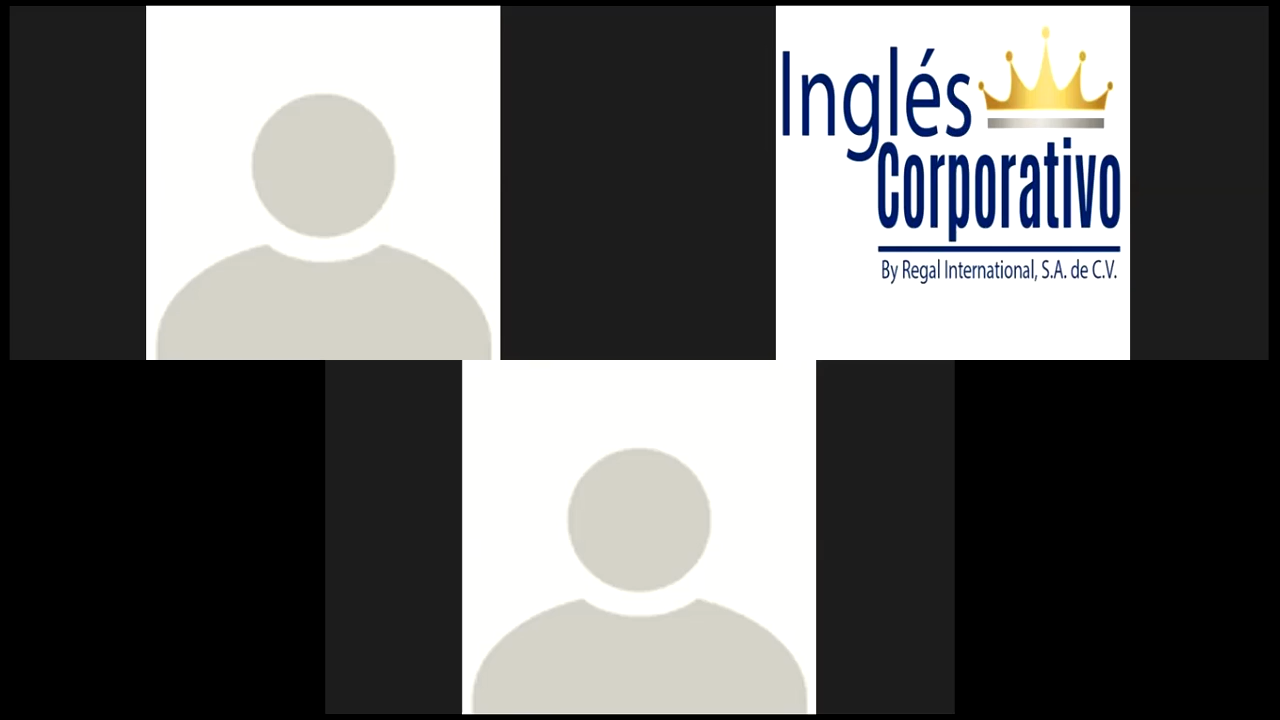 Inglés
Corporativo
By Regal International, S.A. de C.V.